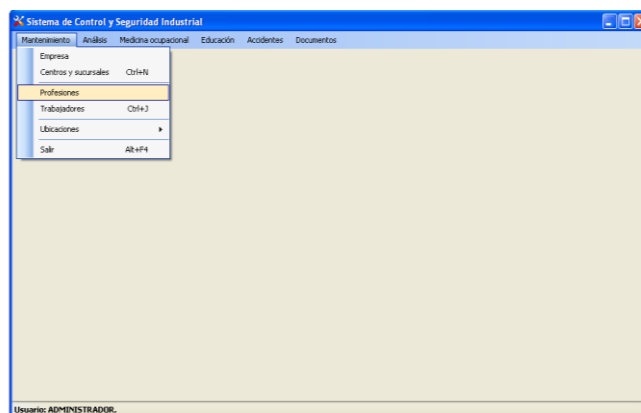 Sistema de Control y Seguridad Industrial
Mantenimiento Análisis Medicina ocupacional Educación Accidentes Documentos
Empresa
Centros y sucursales Ctrl+N
Profesiones
Trabajadores Ctrl+J
Ubicaciones
Salir Alt+F4
Usuario: ADMINISTRADOR.